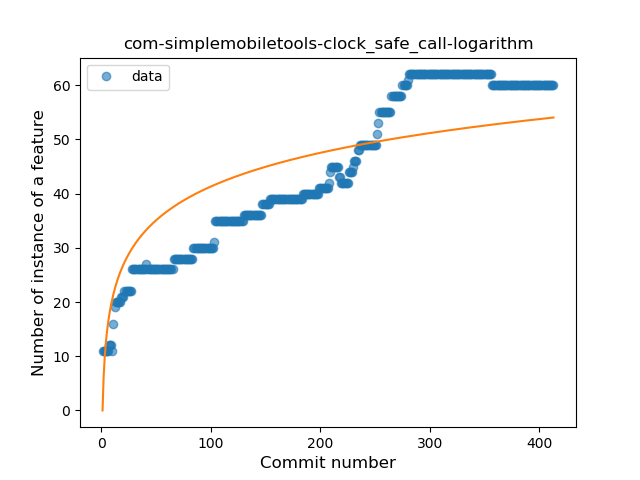 com-simplemobiletools-clock_safe_call-logarithm
data
Number of instance of a feature
60
50
40
30
20
10
0
0 100 200 300 400
Commit number